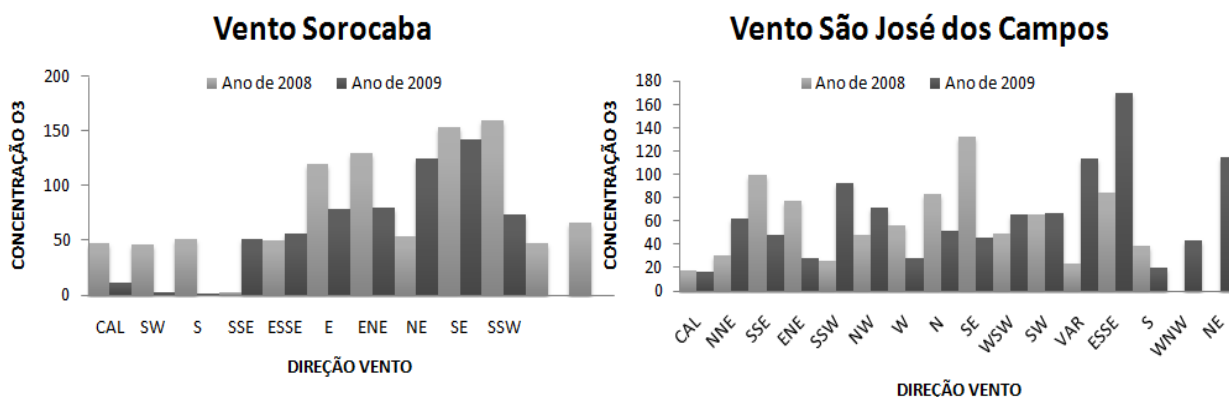 Vento Sorocaba
Ano de 2008 Ano de 2009
CONCENTRAÇÃO O3
200
150
100
50
0
CAL SW S SSE ESSE E ENE NE SE SSW
DIREÇÃO VENTO
Vento São José dos Campos
Ano de 2008 Ano de 2009
CONCENTRAÇÃO O3
180
160
140
120
100
80
60
40
20
0
CAL NNE SSE ENE SSW NW W N SE WSW SW VAR ESSE S WNW NE
DIREÇÃO VENTO